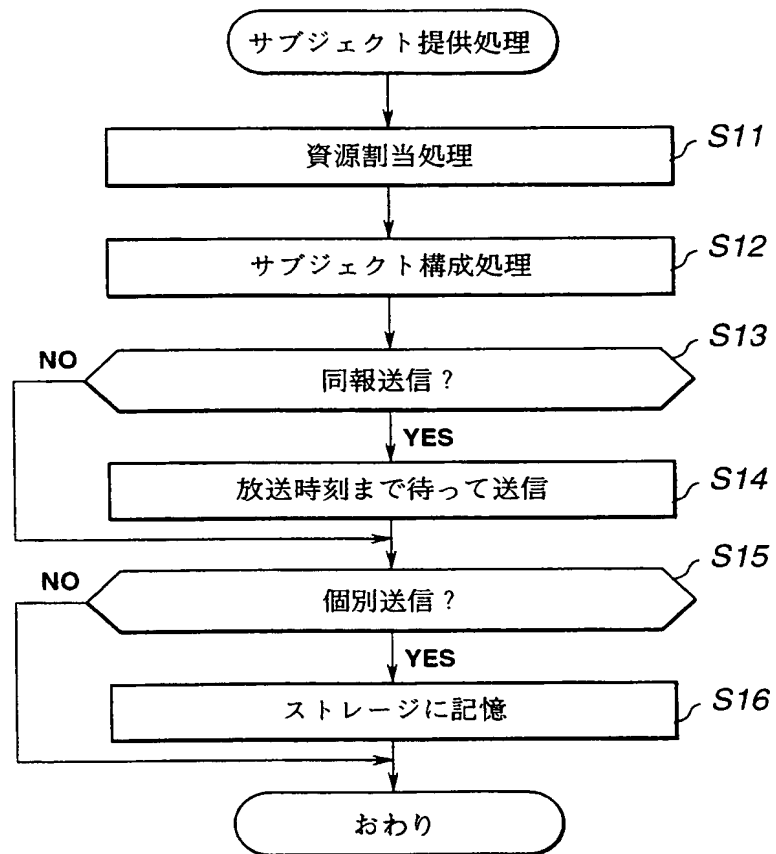 サブジェクト提供処理
資源割当処理
S11
サブジェクト構成処理
S12
同報送信?
S13
NO
YES
放送時刻まで待って送信
S14
個別送信?
S15
NO
YES
ストレージに記憶
S16
おわり